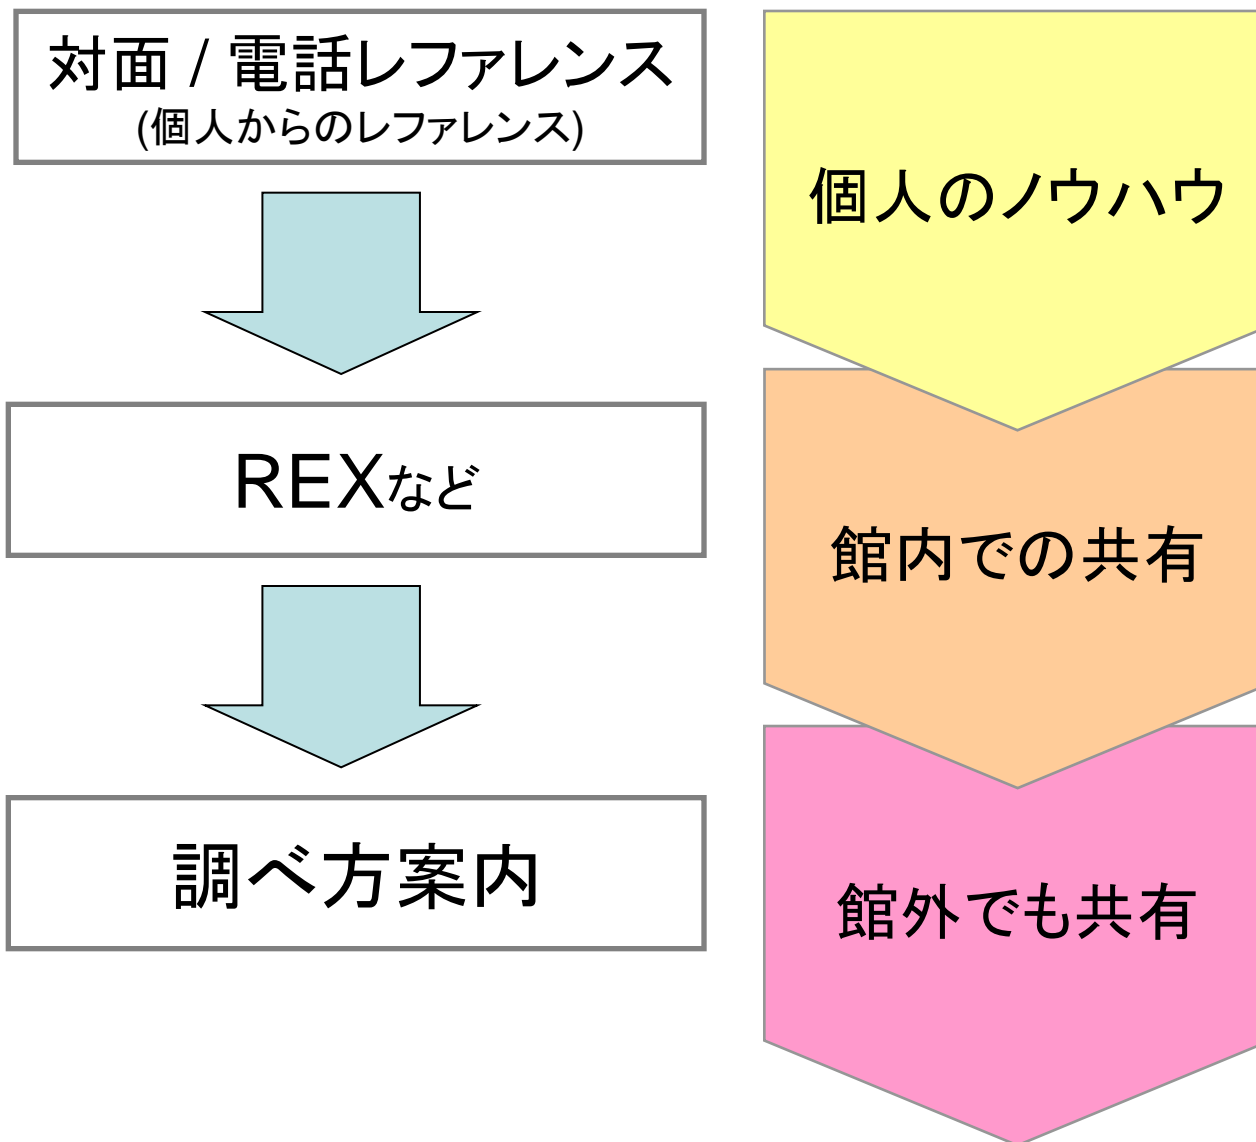 対面 / 電話レファレンス
(個人からのレファレンス)
REXなど
調べ方案内
個人のノウハウ
館内での共有
館外でも共有